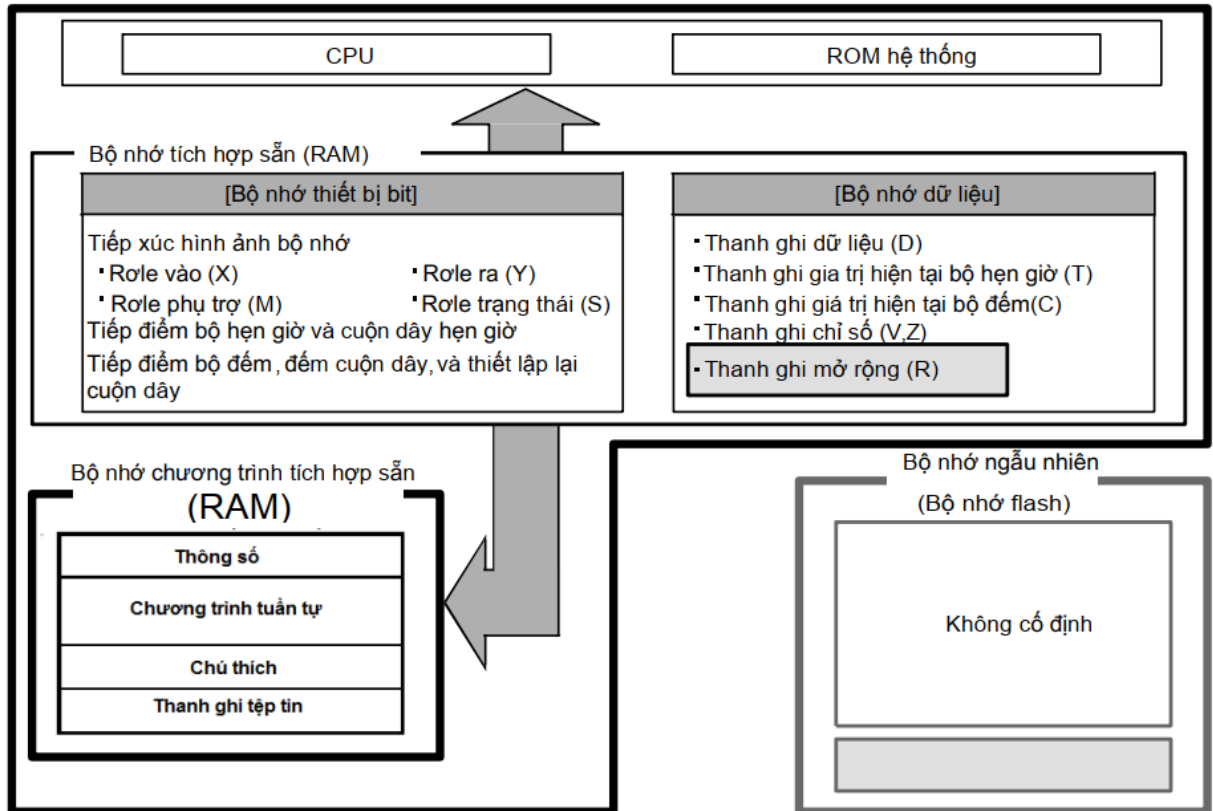 CPU
ROM hệ thống
Bộ nhớ tích hợp sẵn (RAM)
[Bộ nhớ thiết bị bit]
Tiếp xúc hình ảnh bộ nhớ
▪ Rơle vào (X) ▪ Rơle ra (Y)
▪ Rơle phụ trợ (M) ▪ Rơle trạng thái (S)
Tiếp điểm bộ hẹn giờ và cuộn dây hẹn giờ
Tiếp điểm bộ đếm, đếm cuộn dây, và thiết lập lại
cuộn dây
[Bộ nhớ dữ liệu]
▪ Thanh ghi dữ liệu (D)
▪ Thanh ghi gia trị hiện tại bộ hẹn giờ (T)
▪ Thanh ghi giá trị hiện tại bộ đếm(C)
▪ Thanh ghi chỉ số (V,Z)
▪ Thanh ghi mở rộng (R)
Bộ nhớ chương trình tích hợp sẵn
(RAM)
Thông số
Chương trình tuần tự
Chú thích
Thanh ghi tệp tin
Bộ nhớ ngẫu nhiên
(Bộ nhớ flash)
Không cố định